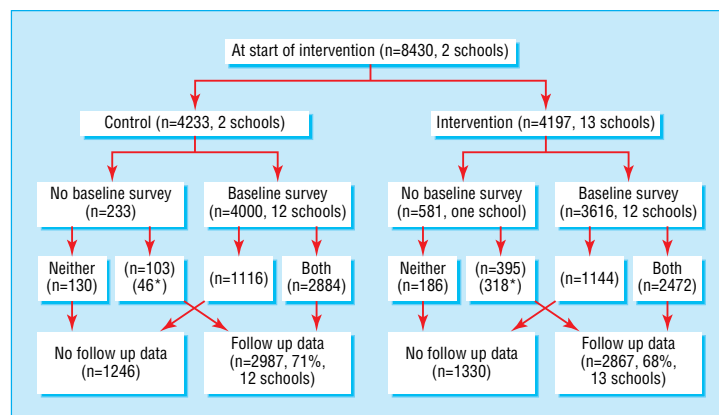 At start of intervention (n=8430, 2 schools)
Control (n=4233, 2 schools)
Intervention (n=4197, 13 schools)
No baseline survey
(n=233)
Baseline survey
(n=4000, 12 schools)
No baseline survey
(n=581, one school)
Baseline survey
(n=3616, 12 schools)
Neither
(n=130)
(n=103)
(46*)
(n=1116)
Both
(n=2884)
Neither
(n=186)
(n=395)
(318*)
(n=1144)
Both
(n=2472)
No follow up data
(n=1246)
Follow up data
(n=2987, 71%,
12 schools)
No follow up data
(n=1330)
Follow up data
(n=2867, 68%,
13 schools)